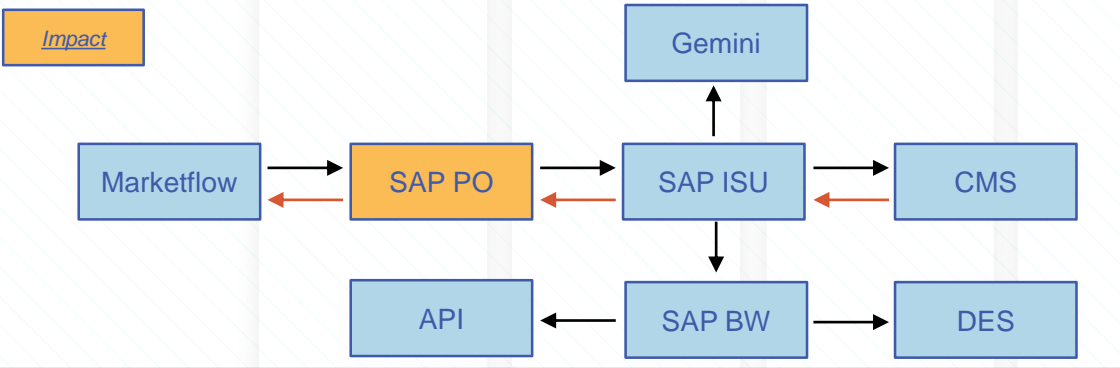 Impact
Gemini
Marketflow
SAP PO
SAP ISU
CMS
API
SAP BW
DES